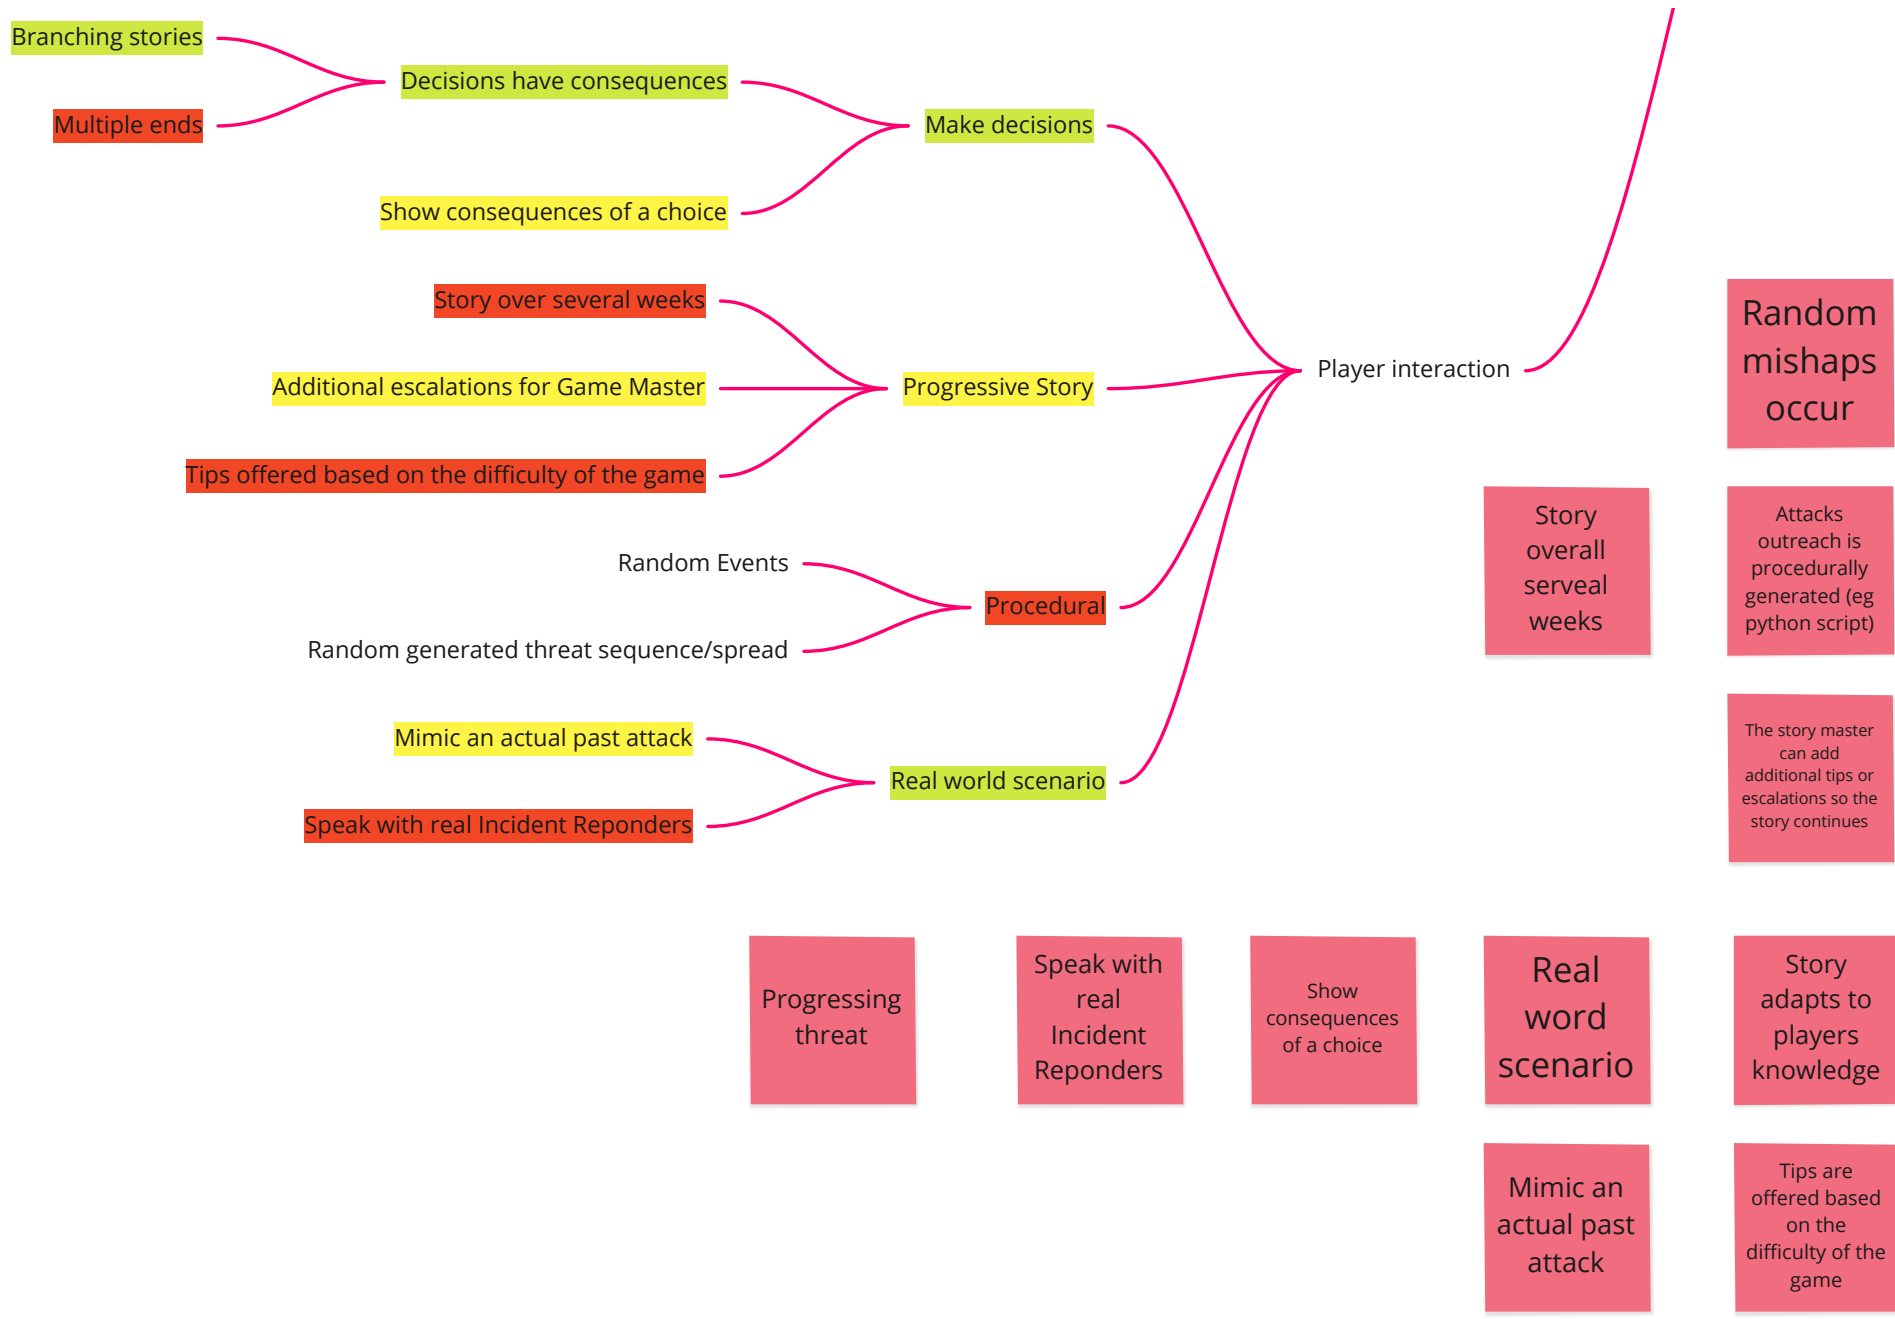 Branching stories
Decisions have consequences
Multiple ends
Make decisions
Show consequences of a choice
Story over several weeks
Additional escalations for Game Master
Progressive Story
Tips offered based on the difficulty of the game
Player interaction
Random Events
Procedural
Random generated threat sequence/spread
Mimic an actual past attack
Real world scenario
Speak with real Incident Reponders
Random
mishaps
occur
Story
overall
serveal
weeks
Attacks
outreach is
procedurally
generated (eg
python script)
The story master
can add
additional tips or
escalations so the
story continues
Progressing
threat
Speak with
real
Incident
Reponders
Show
consequences
of a choice
Real
word
scenario
Story
adapts to
players
knowledge
Mimic an
actual past
attack
Tips are
offered based
on the
difficulty of the
game